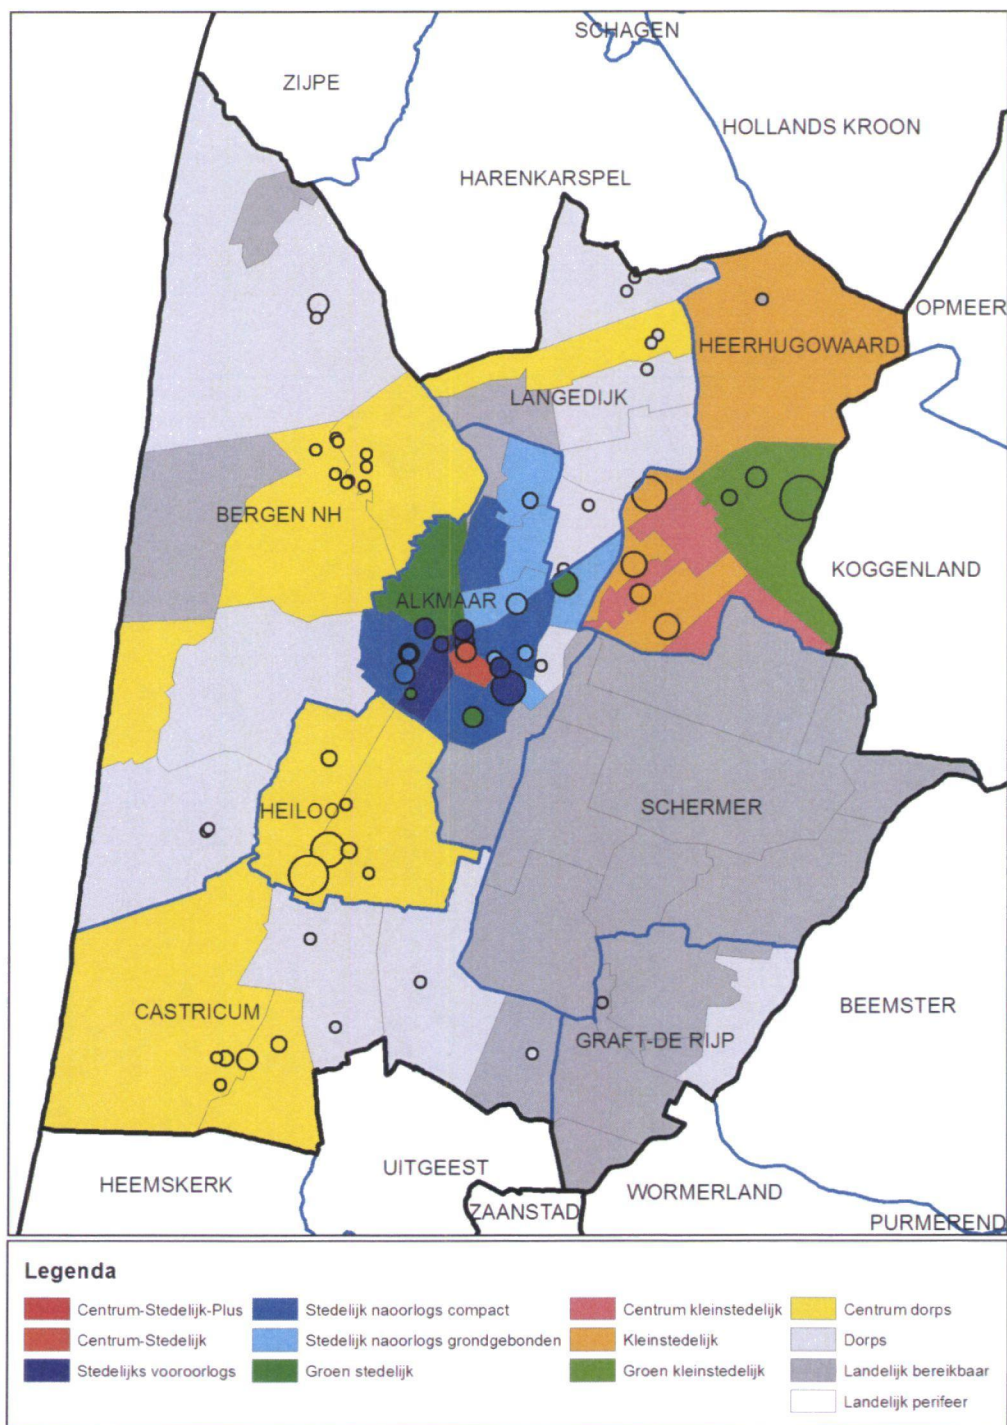 SCHAGEN
ZIJPE
HOLLANDS KROON
HARENKARSPEL
OPMEER
HEERHUGOWAARD
LANGEDIJK
BERGEN NH
KOGGENLAND
ALKMAAR
SCHERMER
HEILOO
BEEMSTER
CASTRICUM
GRAFT-DE RIJP
UITGEEST
HEEMSKERK
WORMERLAND
ZAANSTAD
PURMEREND
Legenda
Centrum-Stedelijk-Plus
Centrum-Stedelijk
Stedelijks vooroorlogs
Stedelijk naoorlogs compact
Stedelijk naoorlogs grondgebonden
Groen stedelijk
Centrum kleinstedelijk
Kleinstedelijk
Groen kleinstedelijk
Centrum dorps
Dorps
Landelijk bereikbaar
Landelijk perifeer